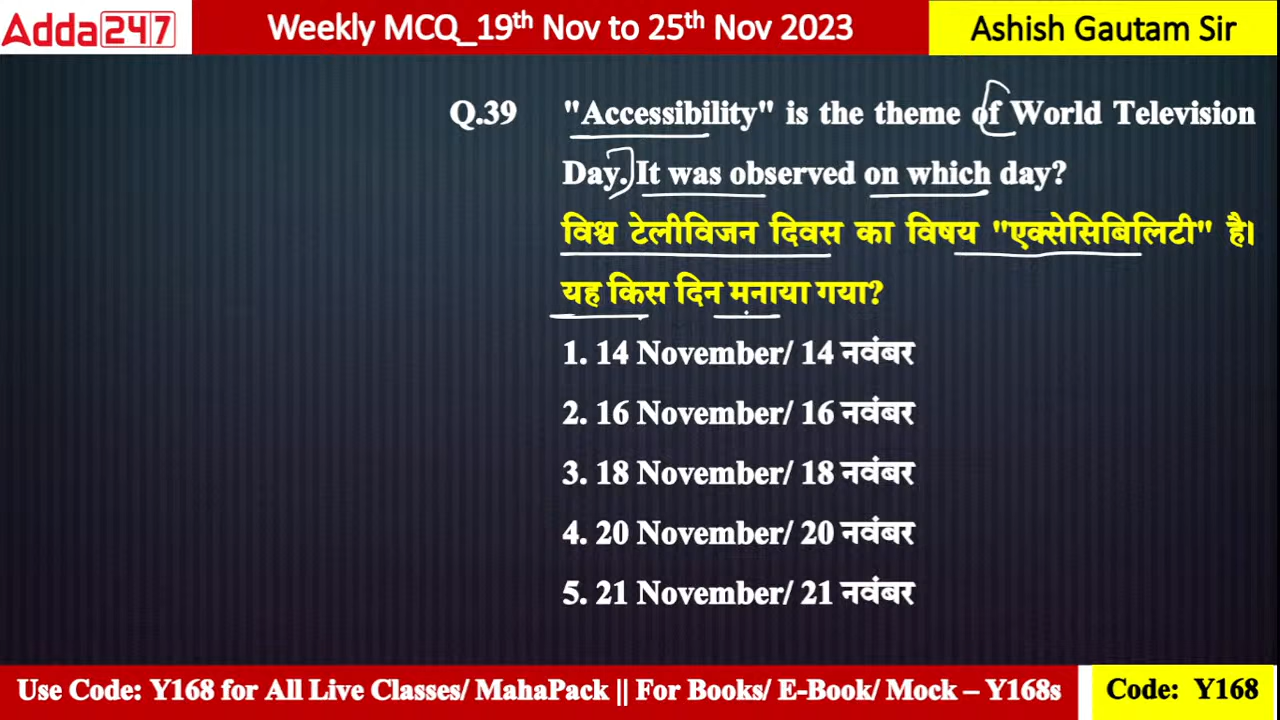 Adda247
Weekly MCQ_19th Nov to 25th Nov 2023
Ashish Gautam Sir
Q.39 "Accessibility" is the theme of World Television
Day. It was observed on which day?
विश्व टेलीविजन दिवस का विषय "एक्सेसिबिलिटी" है।
यह किस दिन मनाया गया?
1. 14 November/ 14 नवंबर
2. 16 November/ 16 नवंबर
3. 18 November/ 18 नवंबर
4. 20 November/ 20 नवंबर
5. 21 November/ 21 नवंबर
Use Code: Y168 for All Live Classes/ MahaPack || For Books/ E-Book/ Mock – Y168s
Code: Y168